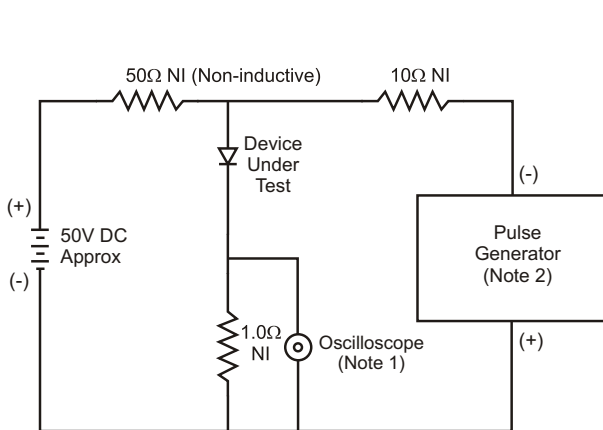 50Ω NI (Non-inductive)
10Ω NI
Device
Under
Test
(-)
(+)
50V DC
Approx
(-)
Pulse
Generator
(Note 2)
1.0Ω
NI
Oscilloscope
(Note 1)
(+)